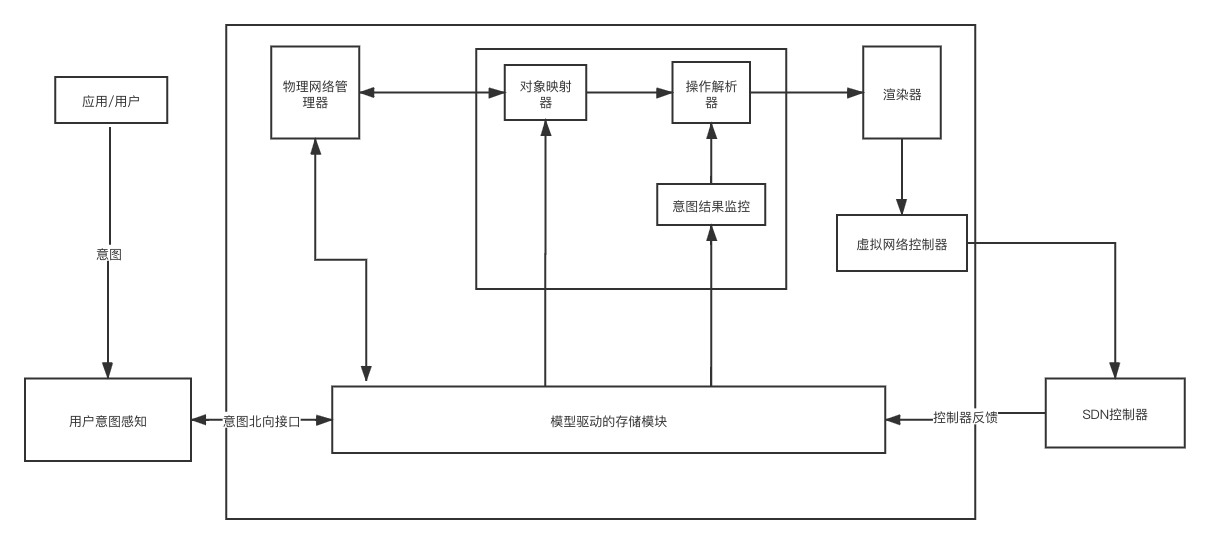 应用/用户
物理网络管
理器
对象映射
器
操作解析
器
渲染器
意图结果监控
意图
虚拟网络控制器
用户意图感知
意图北向接口
模型驱动的存储模块
控制器反馈
SDN控制器